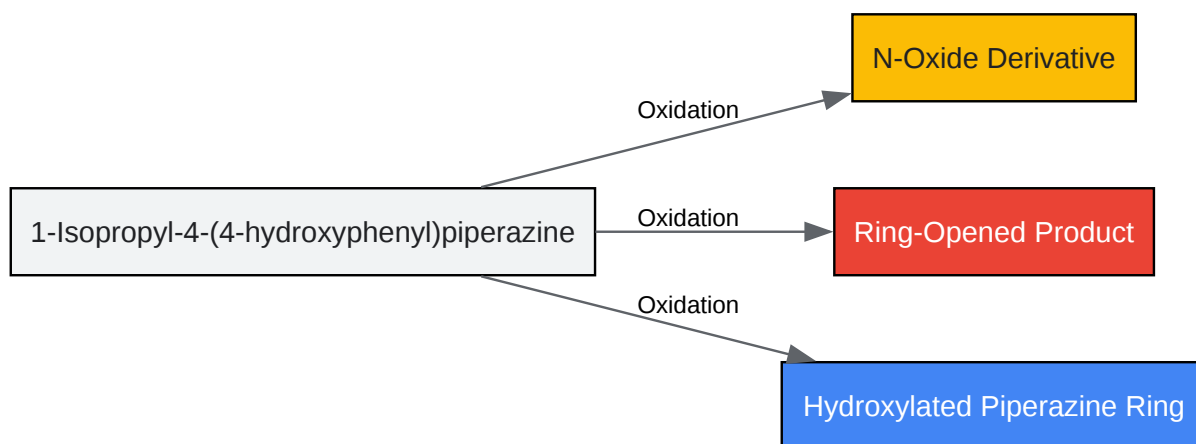 N-Oxide Derivative
Oxidation
1-Isopropyl-4-(4-hydroxyphenyl)piperazine
Oxidation
Ring-Opened Product
Oxidation
Hydroxylated Piperazine Ring